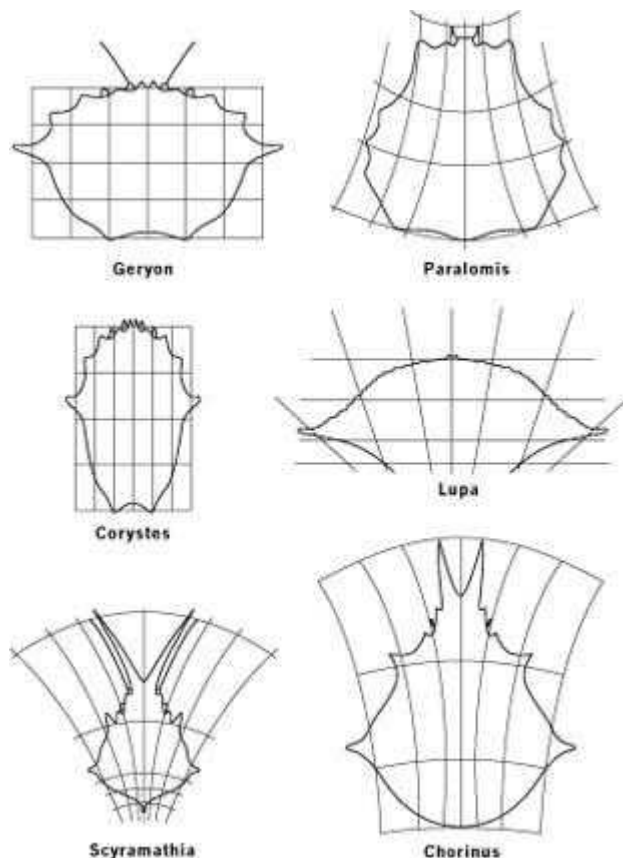 Geryon
Paralomis
Corystes
Lupa
Scyramathia
Chorinus